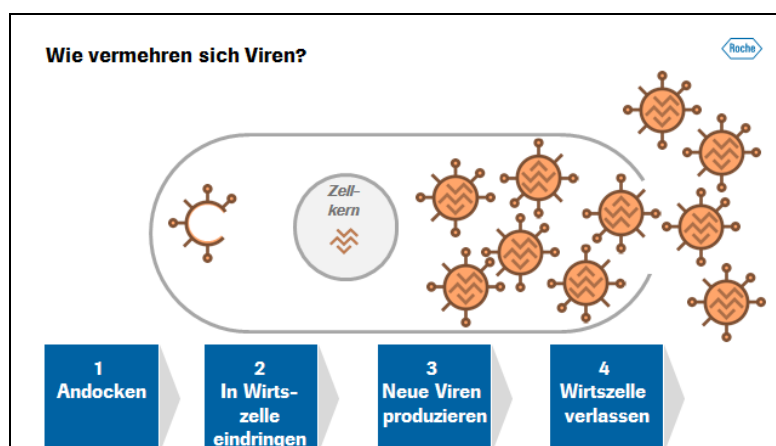 Wie vermehren sich Viren?
Roche
Zell-
kern
1
Andocken
2
In Wirts-
zelle
eindringen
3
Neue Viren
produzieren
4
Wirtszelle
verlassen